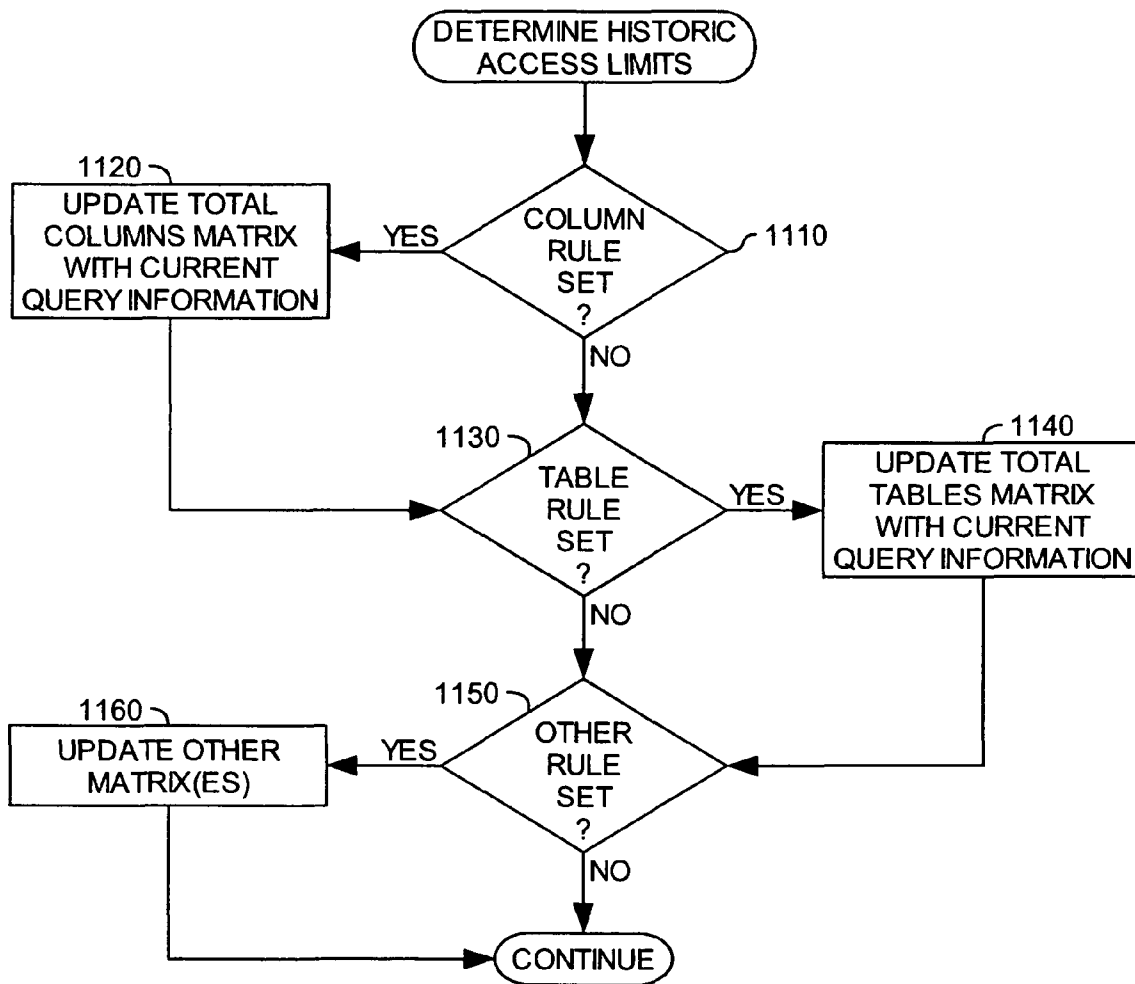 DETERMINE HISTORIC
ACCESS LIMITS
1120
UPDATE TOTAL
COLUMNS MATRIX
WITH CURRENT
QUERY INFORMATION
YES
COLUMN
RULE
SET
?
1110
NO
1130
TABLE
RULE
SET
?
YES
1140
UPDATE TOTAL
TABLES MATRIX
WITH CURRENT
QUERY INFORMATION
NO
1150
1160
UPDATE OTHER
MATRIX(ES)
YES
OTHER
RULE
SET
?
NO
CONTINUE